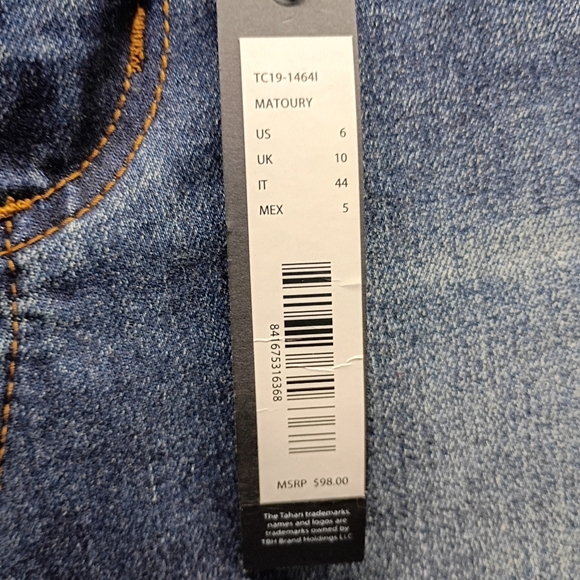 TC19-1464I
MATOURY
US 6
UK 10
IT 44
MEX 5
841675316368
MSRP $98.00
The Tahari trademarks,
names and logos are
trademarks owned by
TBH Brand Holdings LLC